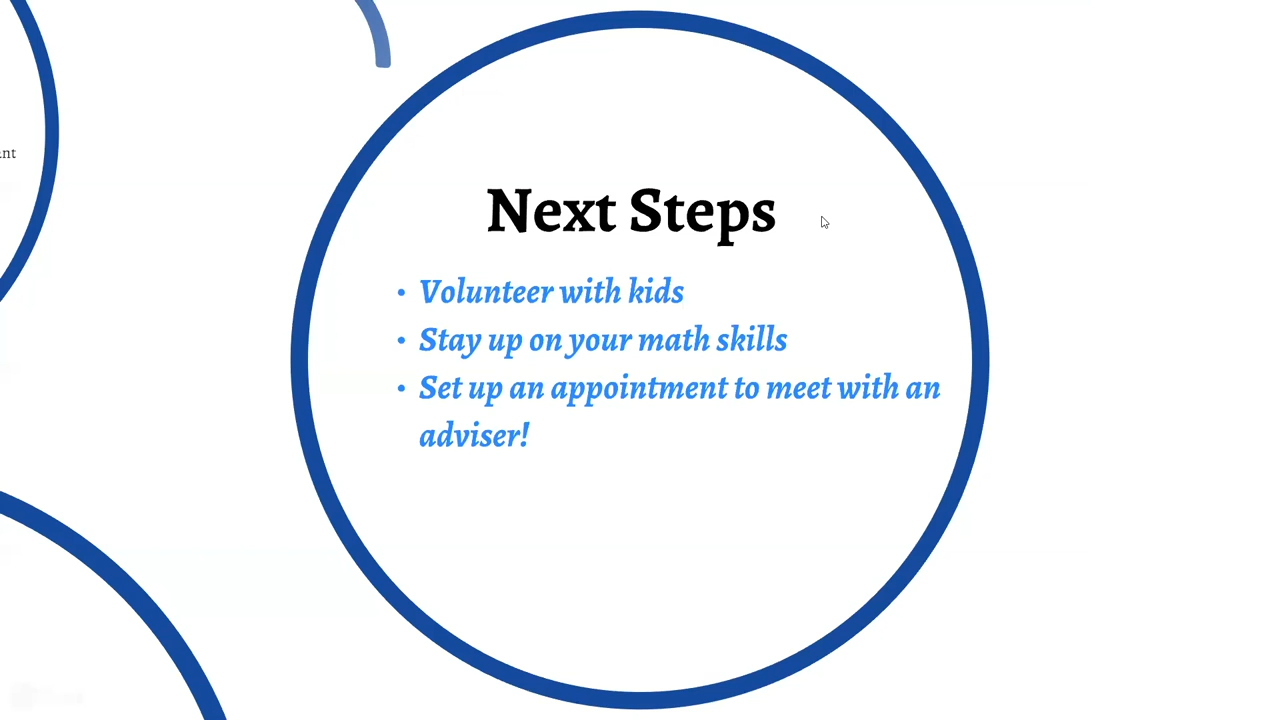 Next Steps
• Volunteer with kids
• Stay up on your math skills
• Set up an appointment to meet with an
adviser!